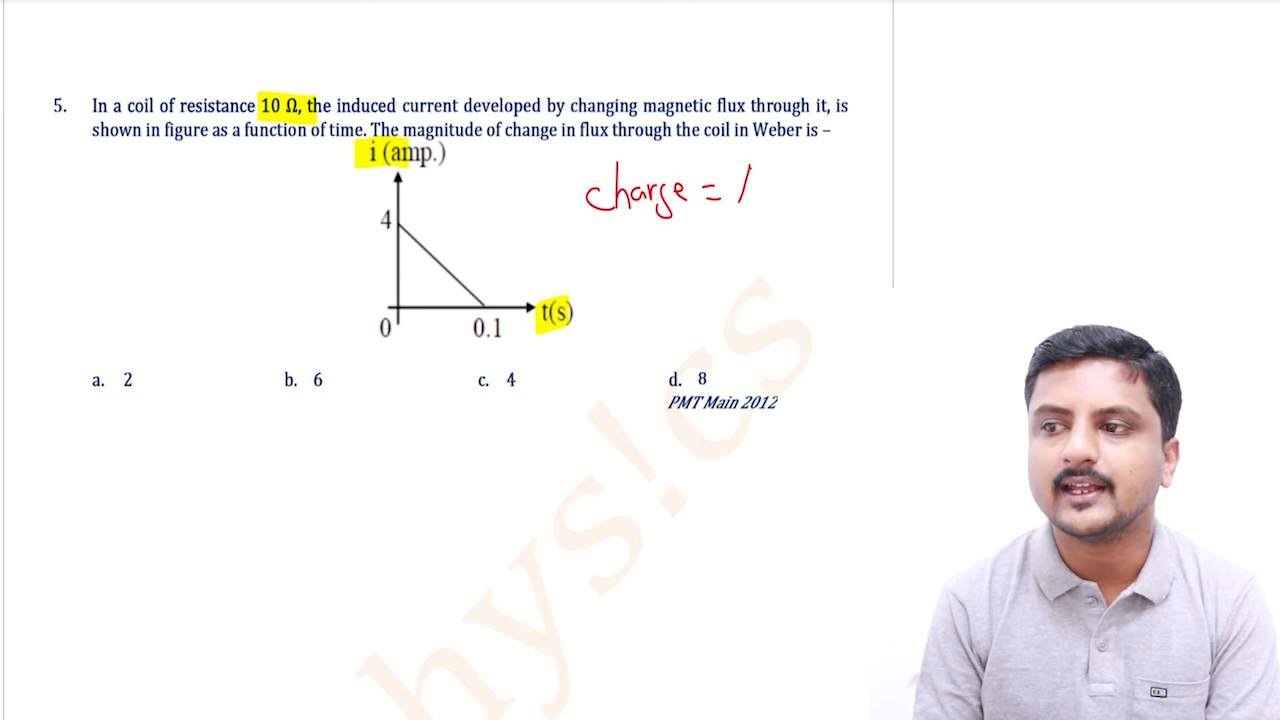 5. In a coil of resistance 10 Ω, the induced current developed by changing magnetic flux through it, is
shown in figure as a function of time. The magnitude of change in flux through the coil in Weber is –
i (amp.)
charge = /
4
t(s)
0 0.1
a. 2 b. 6 c. 4 d. 8
PMT Main 2012
hys!cs